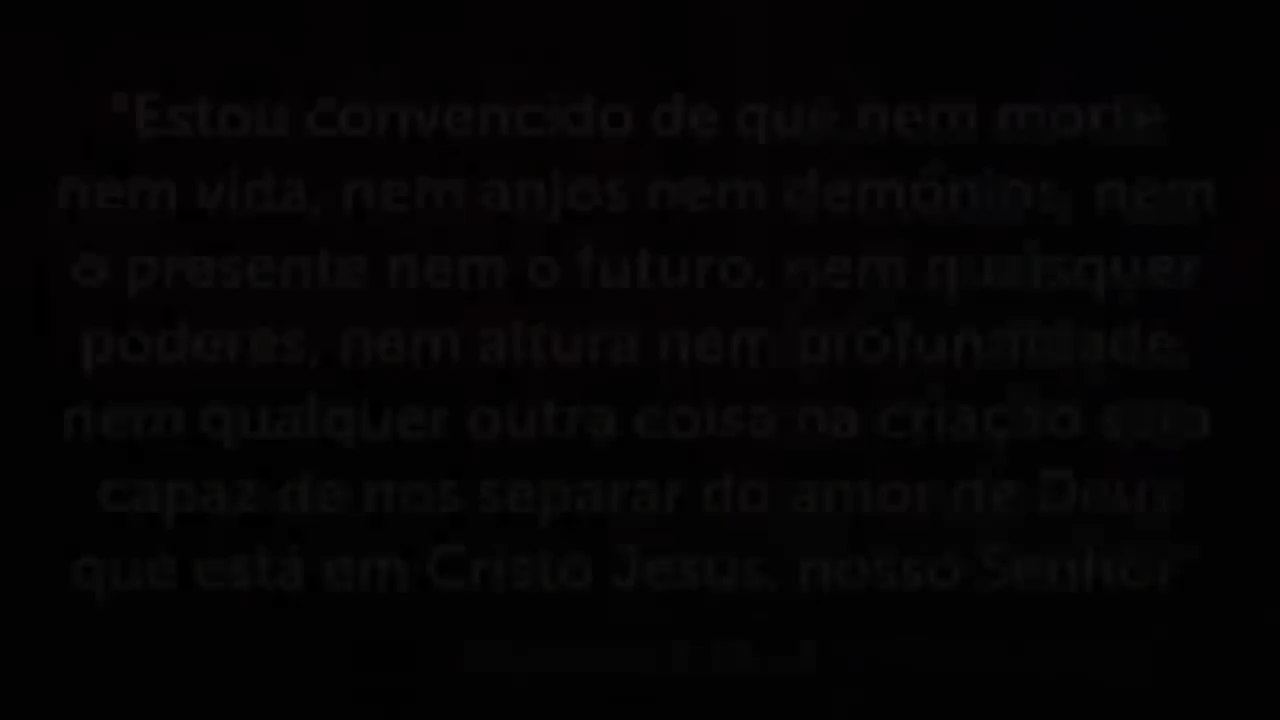 "Estou convencido de que nem morte
nem vida, nem anjos nem demônios, nem
o presente nem o futuro, nem quaisquer
poderes, nem altura nem profundidade,
nem qualquer outra coisa na criação será
capaz de nos separar do amor de Deus
que está em Cristo Jesus, nosso Senhor"